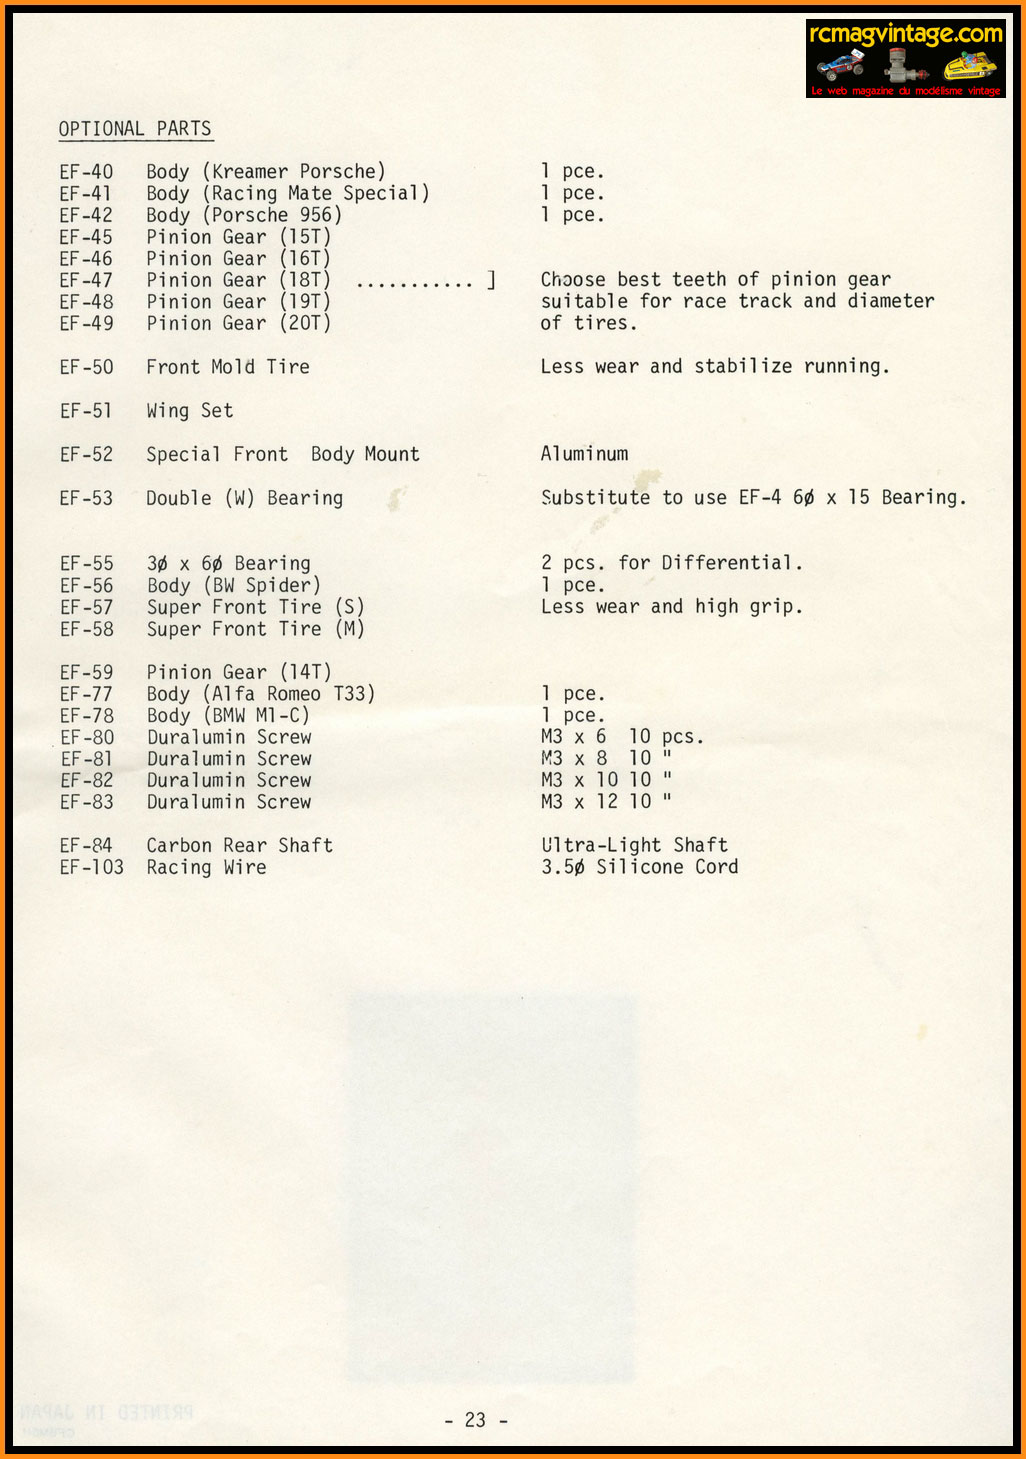 rcmagvintage.com
Le web magazine du modélisme vintage
OPTIONAL PARTS
EF-40 Body (Kreamer Porsche) 1 pce.
EF-41 Body (Racing Mate Special) 1 pce.
EF-42 Body (Porsche 956) 1 pce.
EF-45 Pinion Gear (15T)
EF-46 Pinion Gear (16T)
EF-47 Pinion Gear (18T) ........... ] Choose best teeth of pinion gear
EF-48 Pinion Gear (19T) suitable for race track and diameter
EF-49 Pinion Gear (20T) of tires.
EF-50 Front Mold Tire Less wear and stabilize running.
EF-51 Wing Set
EF-52 Special Front Body Mount Aluminum
EF-53 Double (W) Bearing Substitute to use EF-4 6ø x 15 Bearing.
EF-55 3ø x 6ø Bearing 2 pcs. for Differential.
EF-56 Body (BW Spider) 1 pce.
EF-57 Super Front Tire (S) Less wear and high grip.
EF-58 Super Front Tire (M)
EF-59 Pinion Gear (14T)
EF-77 Body (Alfa Romeo T33) 1 pce.
EF-78 Body (BMW M1-C) 1 pce.
EF-80 Duralumin Screw M3 x 6 10 pcs.
EF-81 Duralumin Screw M3 x 8 10 "
EF-82 Duralumin Screw M3 x 10 10 "
EF-83 Duralumin Screw M3 x 12 10 "
EF-84 Carbon Rear Shaft Ultra-Light Shaft
EF-103 Racing Wire 3.5ø Silicone Cord
PRINTED IN JAPAN
- 23 -